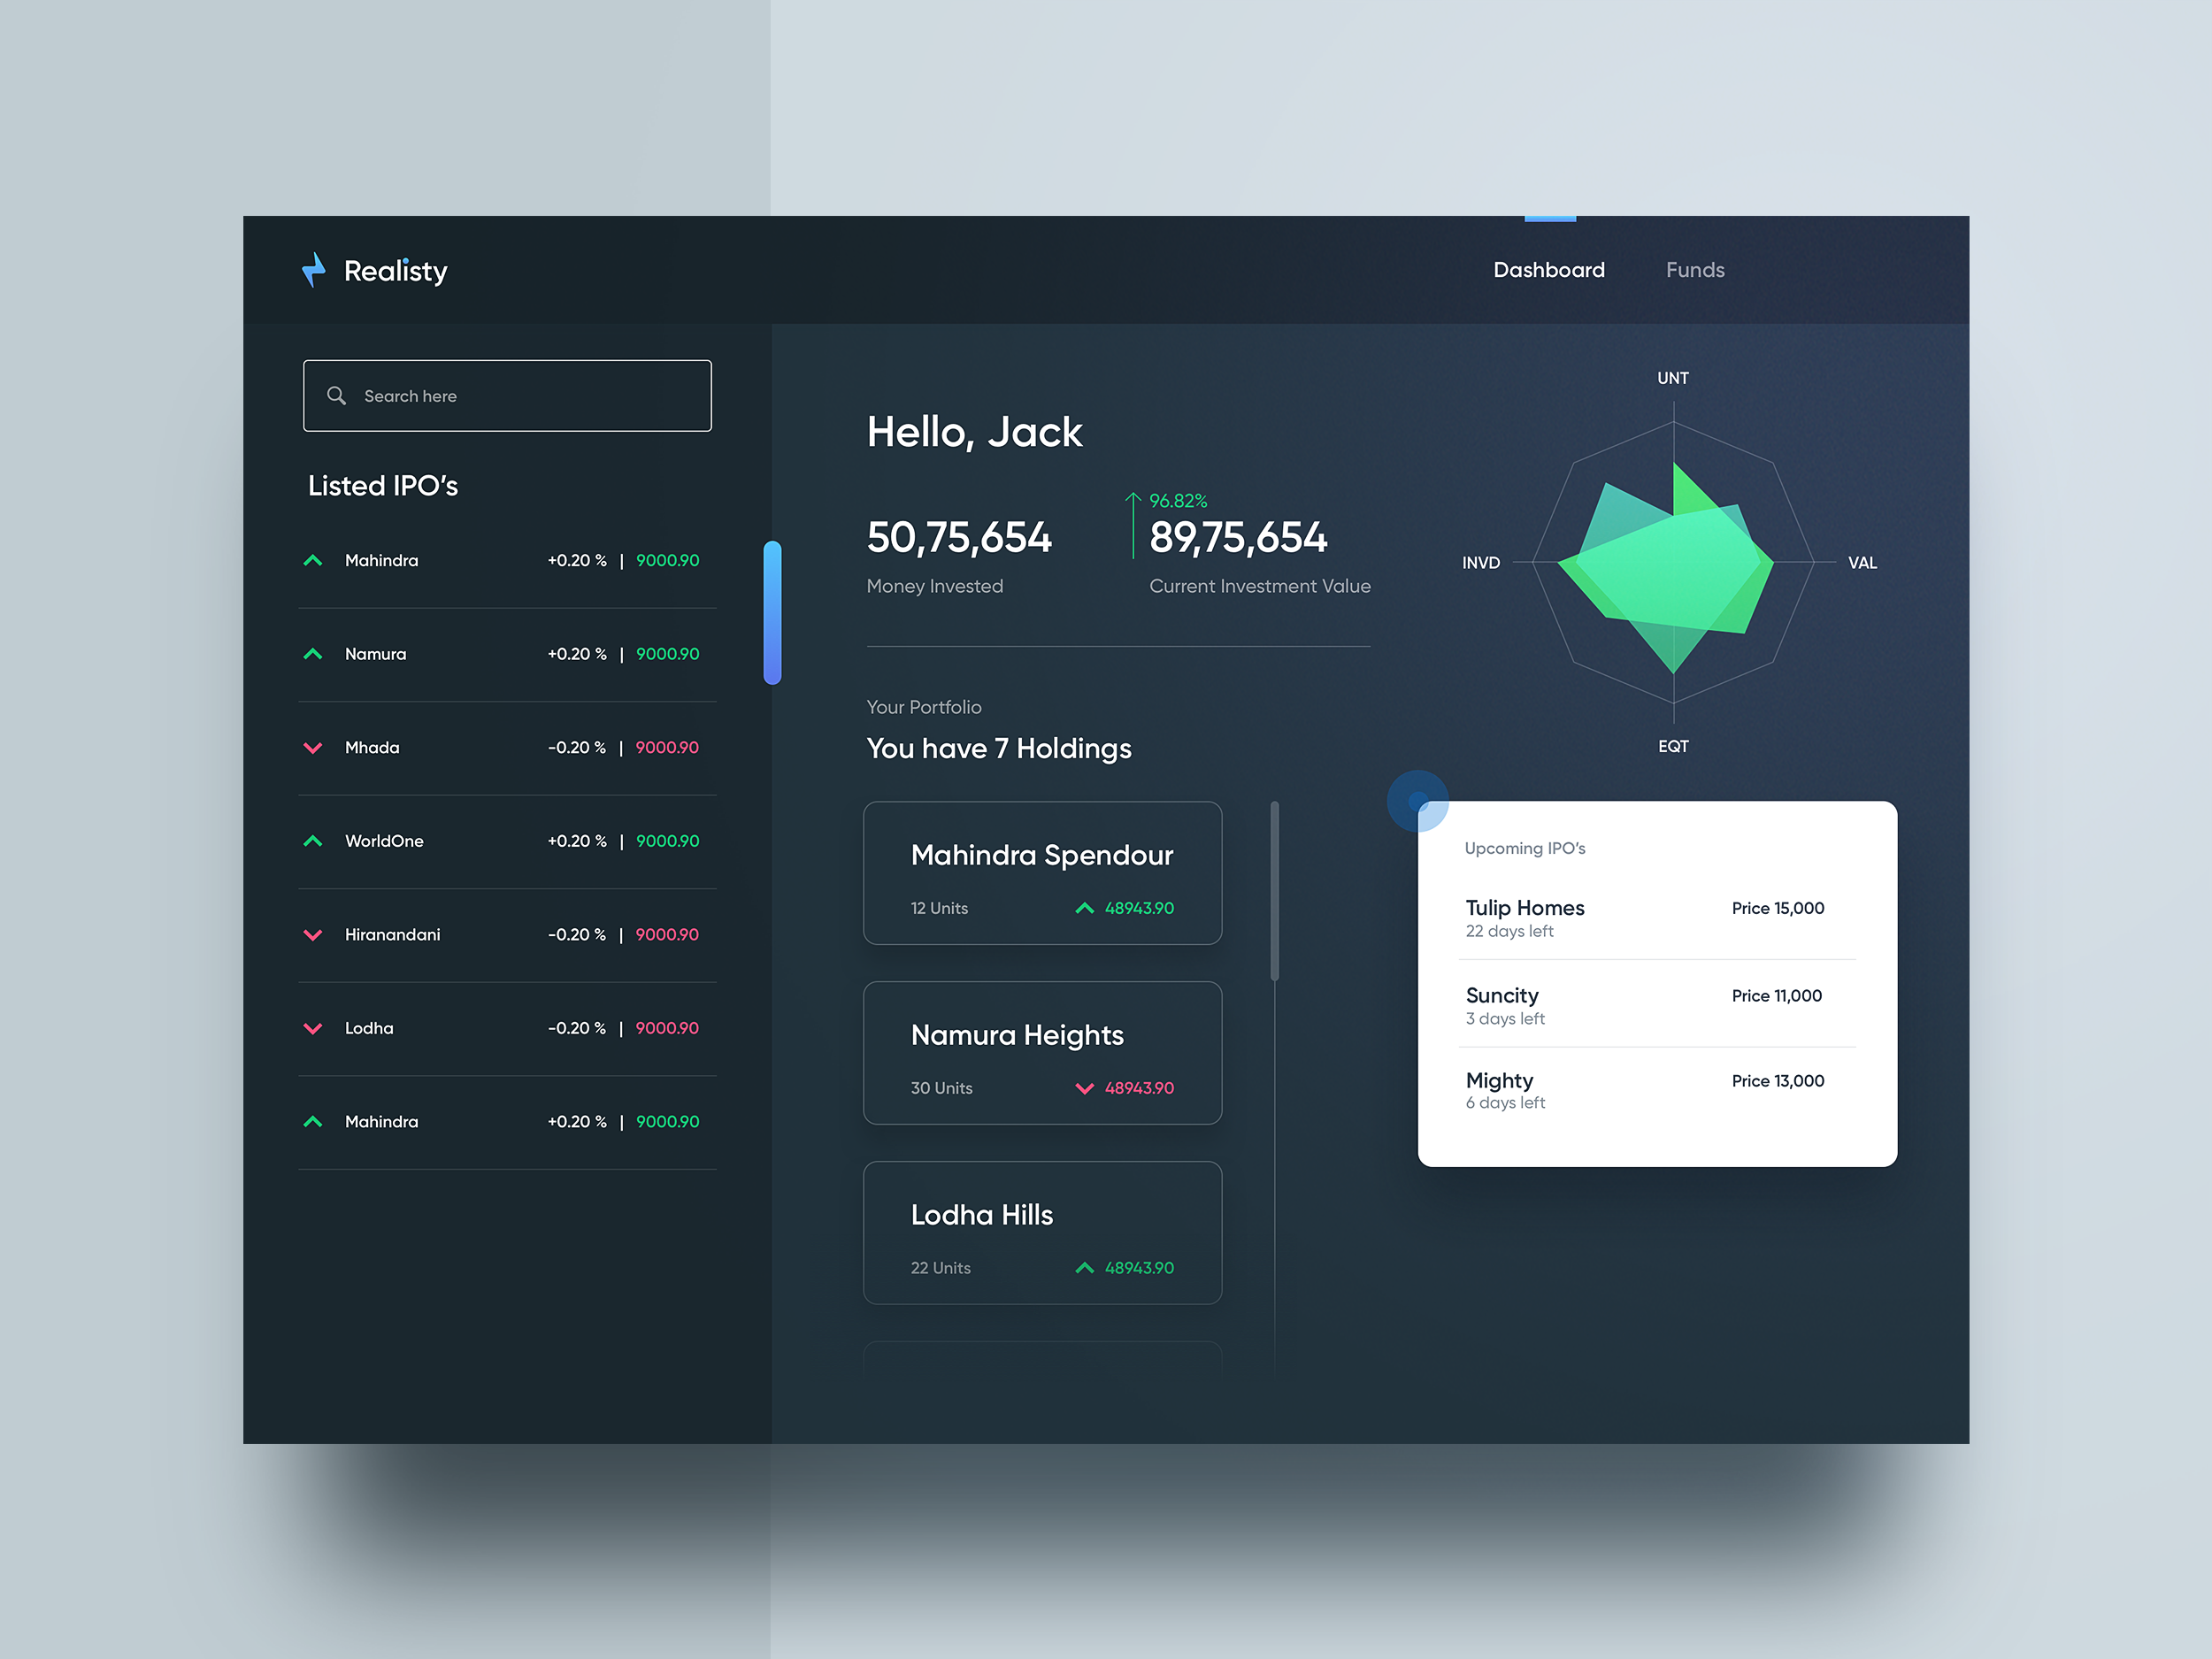 Realisty
Dashboard
Funds
Search here
Listed IPO’s
Mahindra +0.20 % | 9000.90
Namura +0.20 % | 9000.90
Mhada -0.20 % | 9000.90
WorldOne +0.20 % | 9000.90
Hiranandani -0.20 % | 9000.90
Lodha -0.20 % | 9000.90
Mahindra +0.20 % | 9000.90
Hello, Jack
50,75,654
Money Invested
96.82%
89,75,654
Current Investment Value
Your Portfolio
You have 7 Holdings
Mahindra Spendour
12 Units 48943.90
Namura Heights
30 Units 48943.90
Lodha Hills
22 Units 48943.90
UNT
INVD
VAL
EQT
Upcoming IPO’s
Tulip Homes Price 15,000
22 days left
Suncity Price 11,000
3 days left
Mighty Price 13,000
6 days left